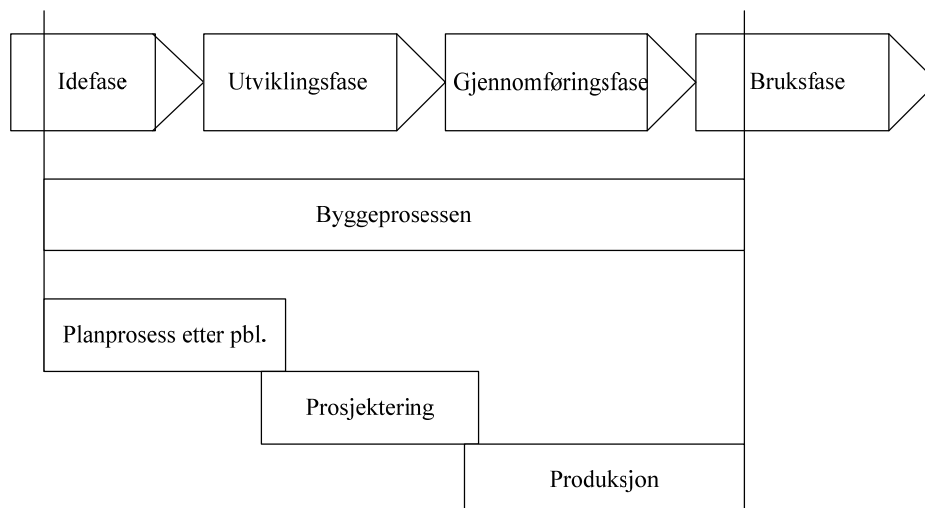 Idefase
Utviklingsfase
Gjennomføringsfase
Bruksfase
Byggeprosessen
Planprosess etter pbl.
Prosjektering
Produksjon